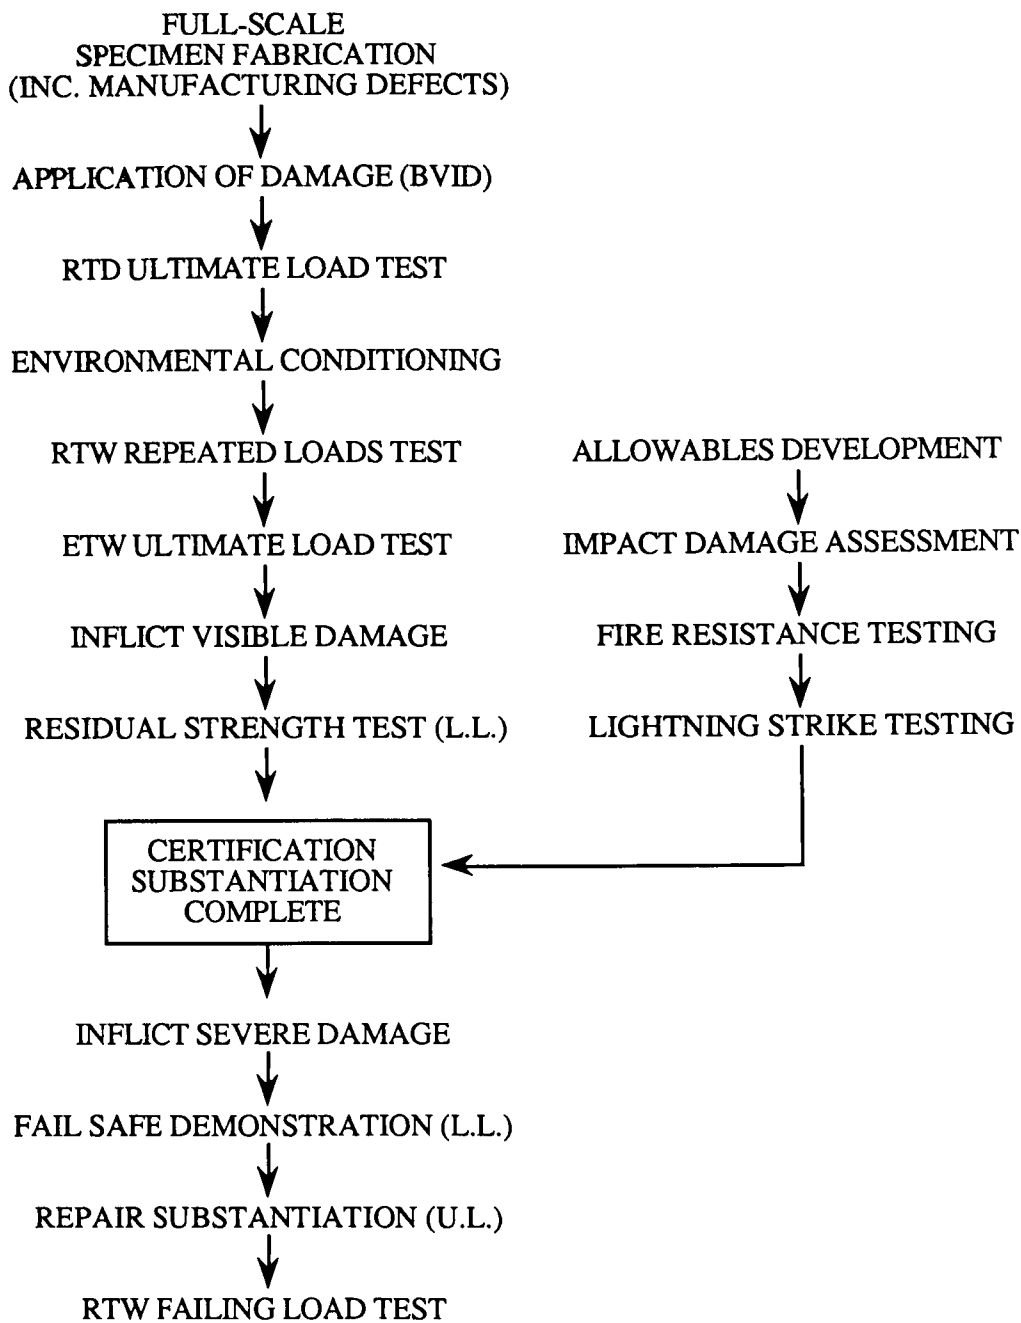 FULL-SCALE
SPECIMEN FABRICATION
(INC. MANUFACTURING DEFECTS)
APPLICATION OF DAMAGE (BVID)
RTD ULTIMATE LOAD TEST
ENVIRONMENTAL CONDITIONING
RTW REPEATED LOADS TEST
ETW ULTIMATE LOAD TEST
INFLICT VISIBLE DAMAGE
RESIDUAL STRENGTH TEST (L.L.)
ALLOWABLES DEVELOPMENT
IMPACT DAMAGE ASSESSMENT
FIRE RESISTANCE TESTING
LIGHTNING STRIKE TESTING
CERTIFICATION
SUBSTANTIATION
COMPLETE
INFLICT SEVERE DAMAGE
FAIL SAFE DEMONSTRATION (L.L.)
REPAIR SUBSTANTIATION (U.L.)
RTW FAILING LOAD TEST